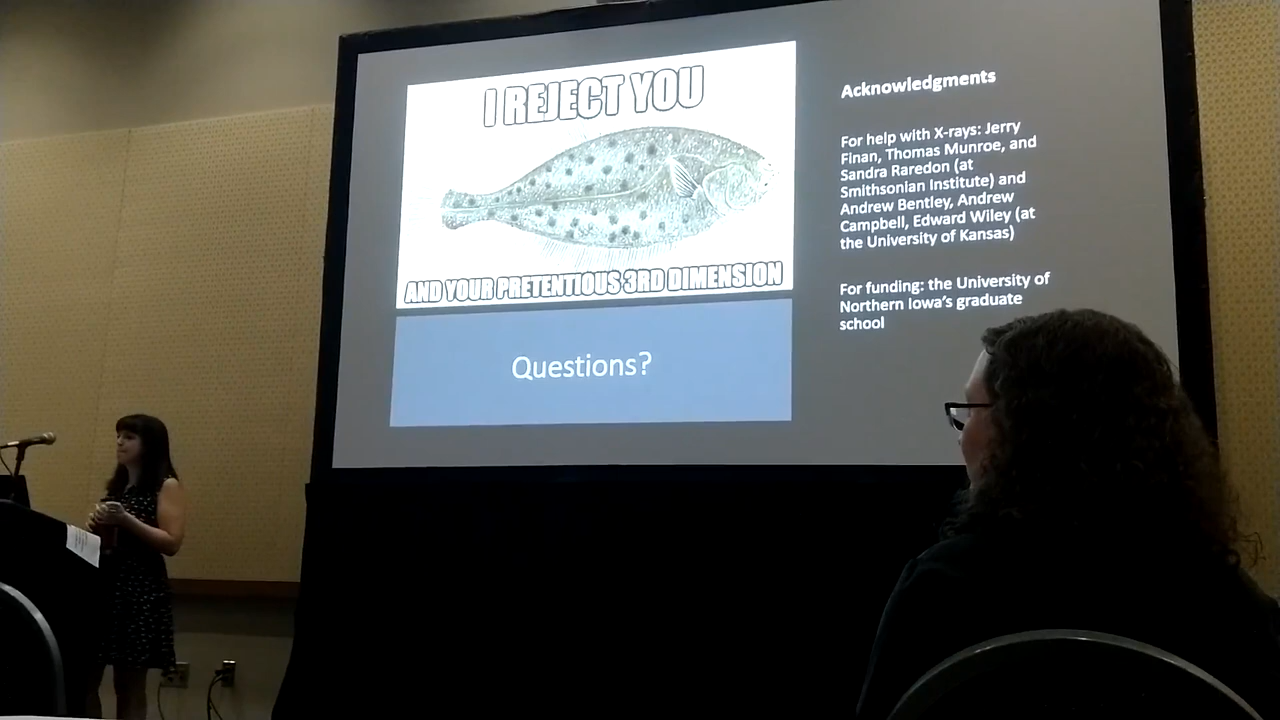 I REJECT YOU
AND YOUR PRETENTIOUS 3RD DIMENSION
Questions?
Acknowledgments
For help with X-rays: Jerry
Finan, Thomas Munroe, and
Sandra Raredon (at
Smithsonian Institute) and
Andrew Bentley, Andrew
Campbell, Edward Wiley (at
the University of Kansas)
For funding: the University of
Northern Iowa's graduate
school